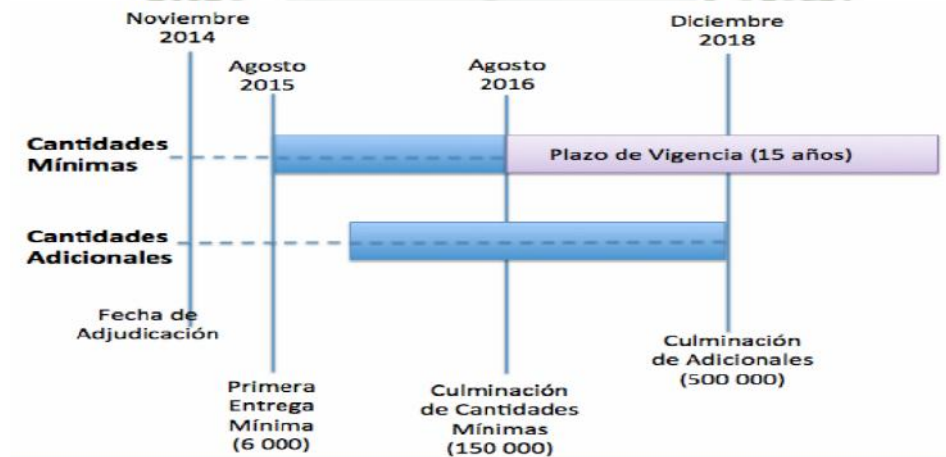 Noviembre
2014
Diciembre
2018
Agosto
2015
Agosto
2016
Cantidades
Mínimas
Plazo de Vigencia (15 años)
Cantidades
Adicionales
Fecha de
Adjudicación
Culminación
de Adicionales
(500 000)
Primera
Entrega
Mínima
(6 000)
Culminación
de Cantidades
Mínimas
(150 000)